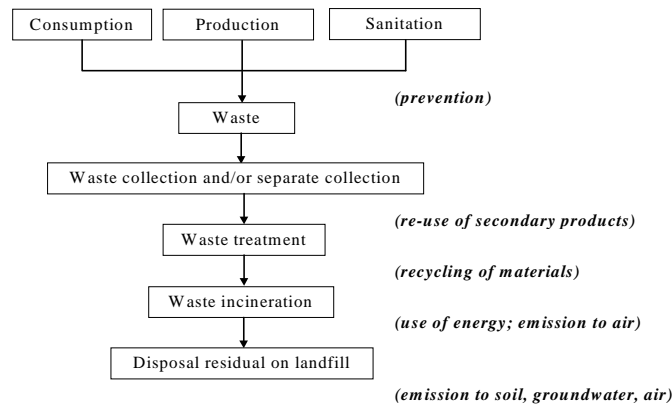 Consumption
Production
Sanitation
(prevention)
Waste
Waste collection and/or separate collection
(re-use of secondary products)
Waste treatment
(recycling of materials)
Waste incineration
(use of energy; emission to air)
Disposal residual on landfill
(emission to soil, groundwater, air)